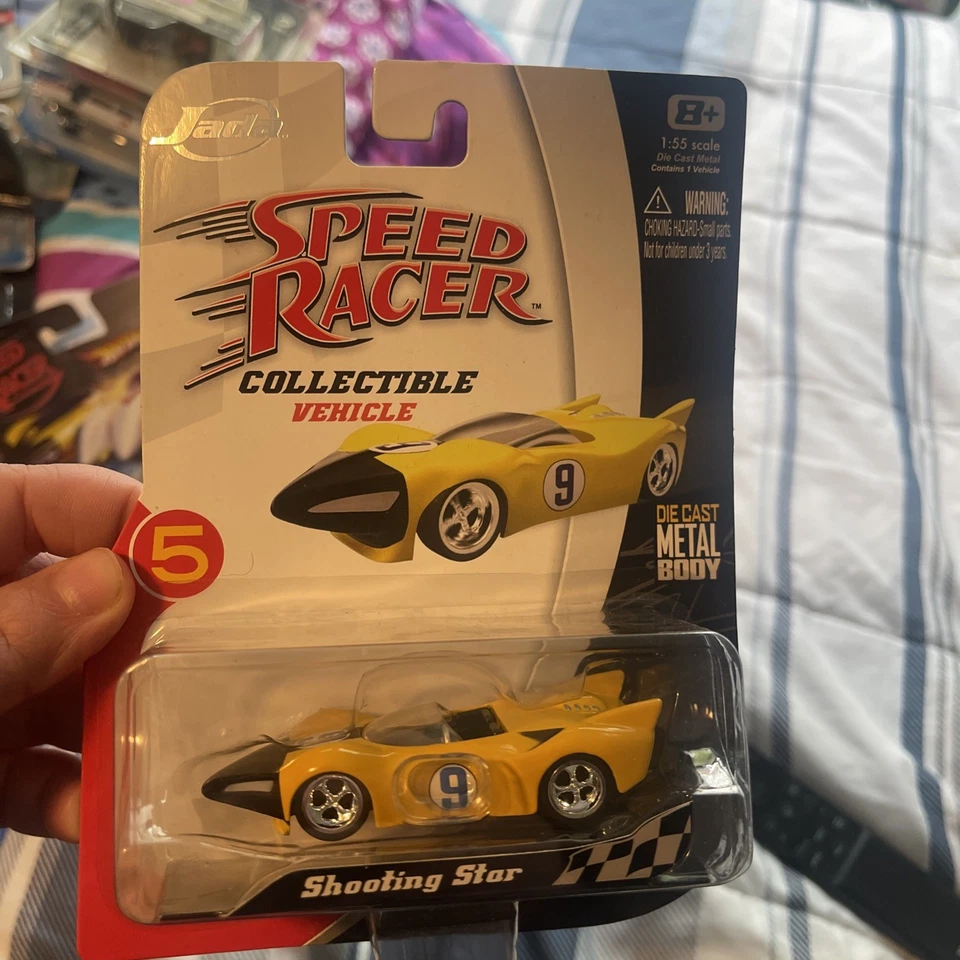 Jada
8+
1:55 scale
Die Cast Metal
Contains 1 Vehicle
WARNING:
CHOKING HAZARD-Small parts.
Not for children under 3 years.
SPEED
RACER™
COLLECTIBLE
VEHICLE
9
DIE CAST
METAL
BODY
5
9
Shooting Star
RACER